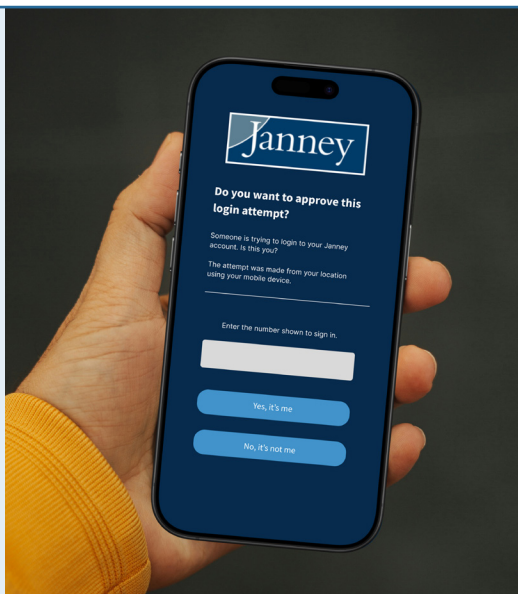 Janney
Do you want to approve this
login attempt?
Someone is trying to login to your Janney
account. Is this you?
The attempt was made from your location
using your mobile device.
Enter the number shown to sign in.
Yes, it's me
No, it's not me